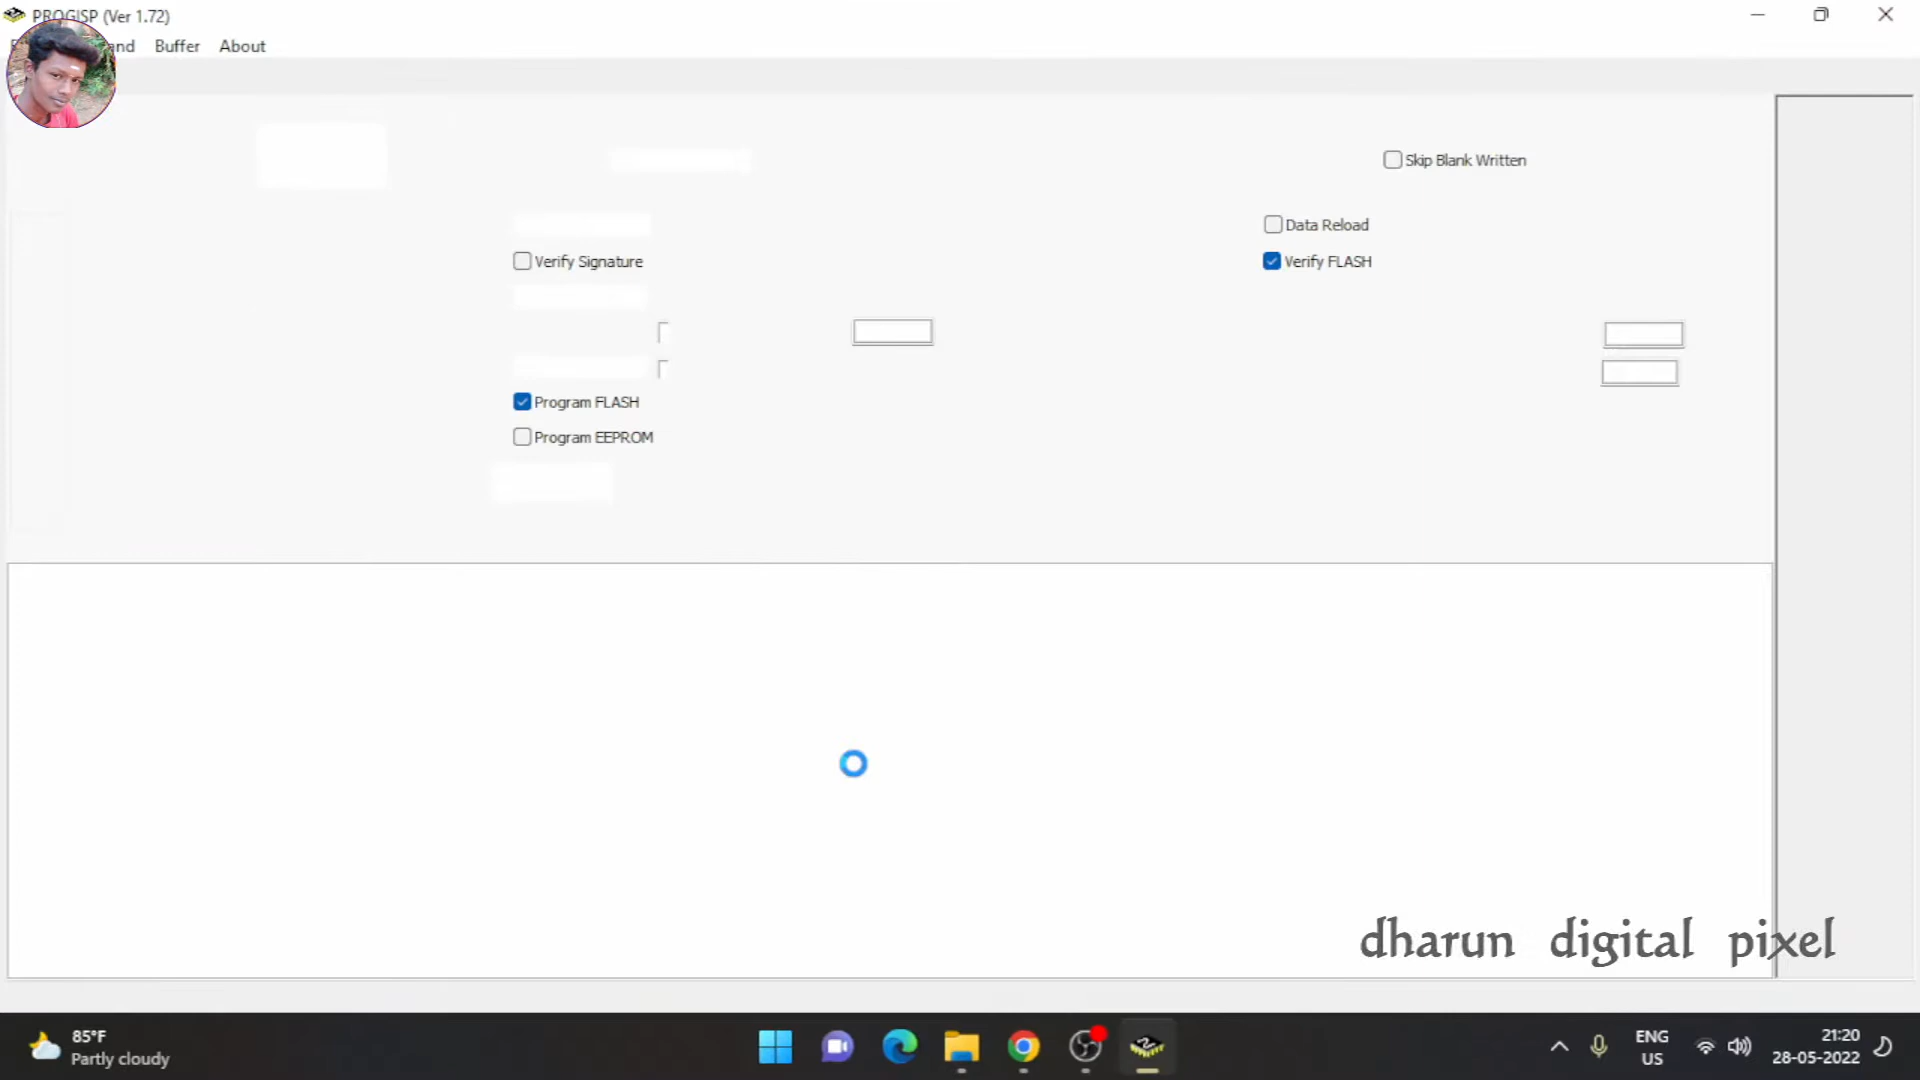 PROGISP (Ver 1.72)
Buffer About
Skip Blank Written
Data Reload
Verify Signature
Verify FLASH
Program FLASH
Program EEPROM
dharun digital pixel
85°F
Partly cloudy
ENG
US
21:20
28-05-2022